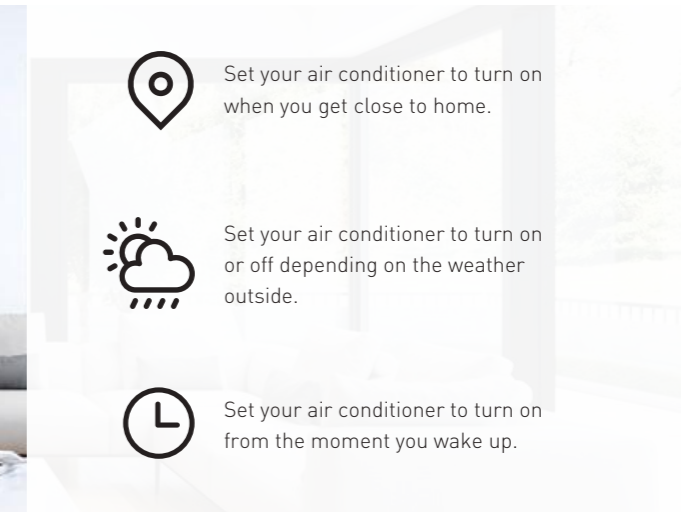 Set your air conditioner to turn on
when you get close to home.
Set your air conditioner to turn on
or off depending on the weather
outside.
Set your air conditioner to turn on
from the moment you wake up.